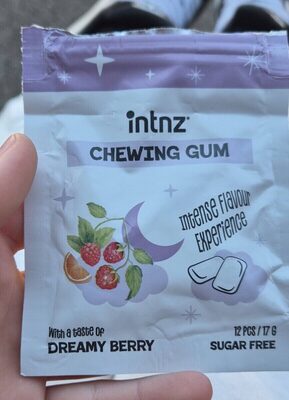 intnz
CHEWING GUM
Intense Flavour
Experience
With a taste of
DREAMY BERRY
12 PCS / 17 G
SUGAR FREE